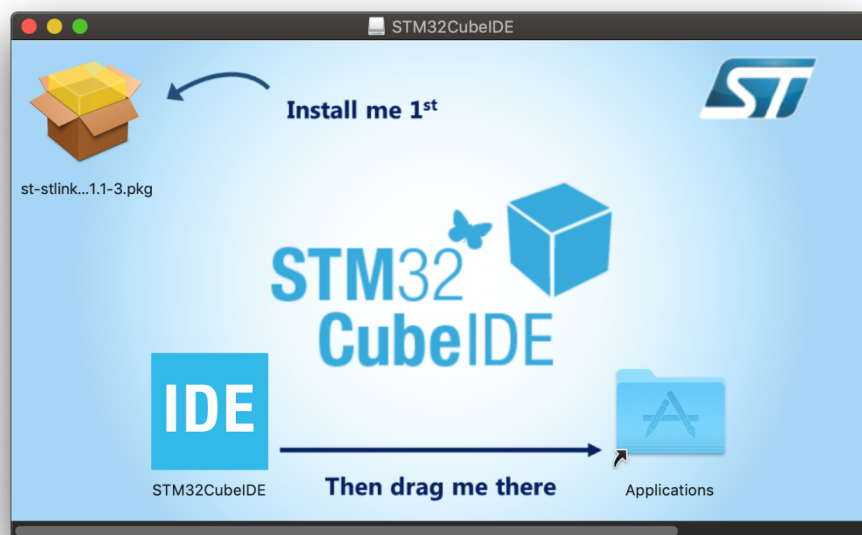 STM32CubeIDE
ST
Install me 1st
st-stlink...1.1-3.pkg
STM32
CubeIDE
IDE
STM32CubeIDE
Then drag me there
Applications